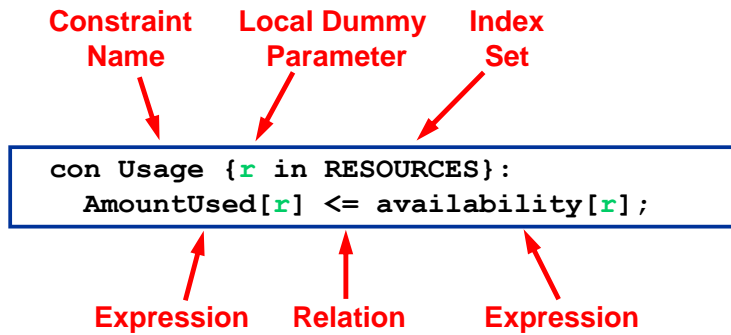 Constraint Local Dummy Index
Name Parameter Set
con Usage {r in RESOURCES}:
AmountUsed[r] <= availability[r];
Expression Relation Expression